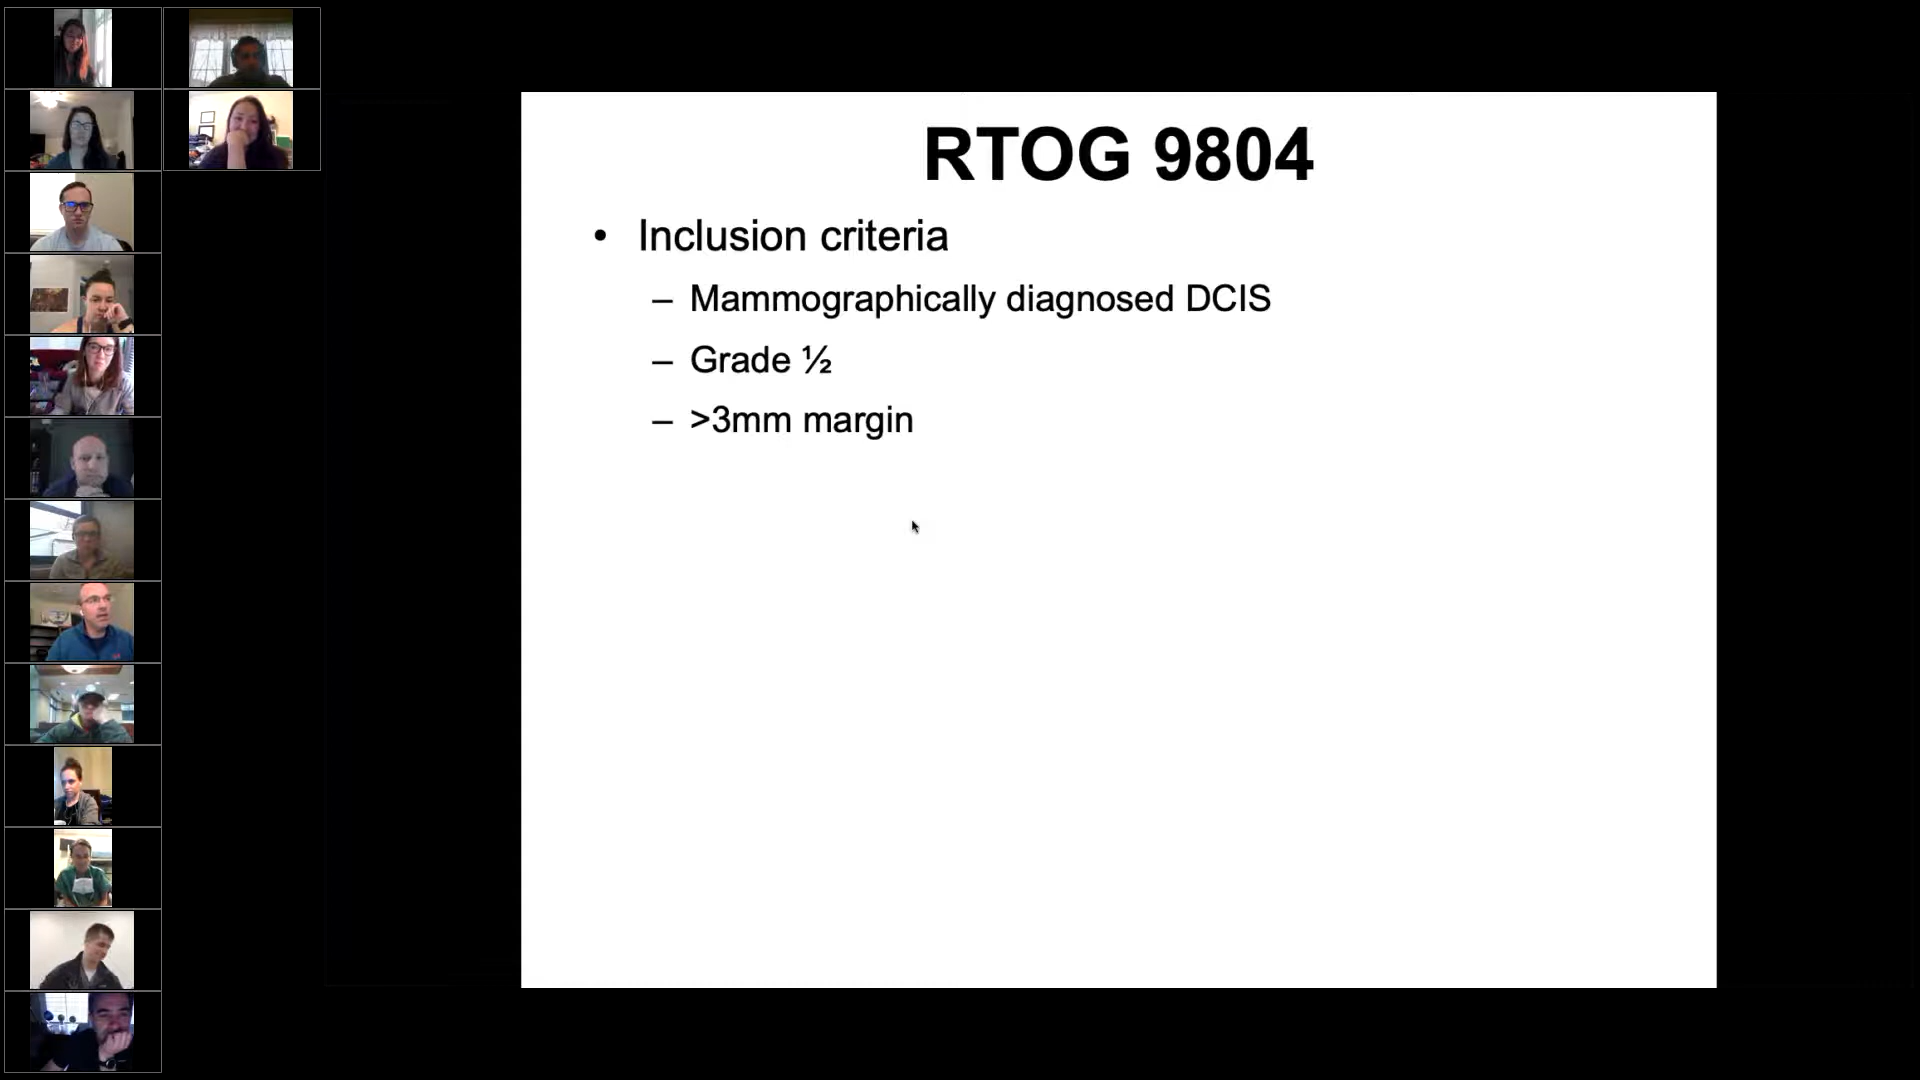 RTOG 9804
• Inclusion criteria
– Mammographically diagnosed DCIS
– Grade ½
– >3mm margin